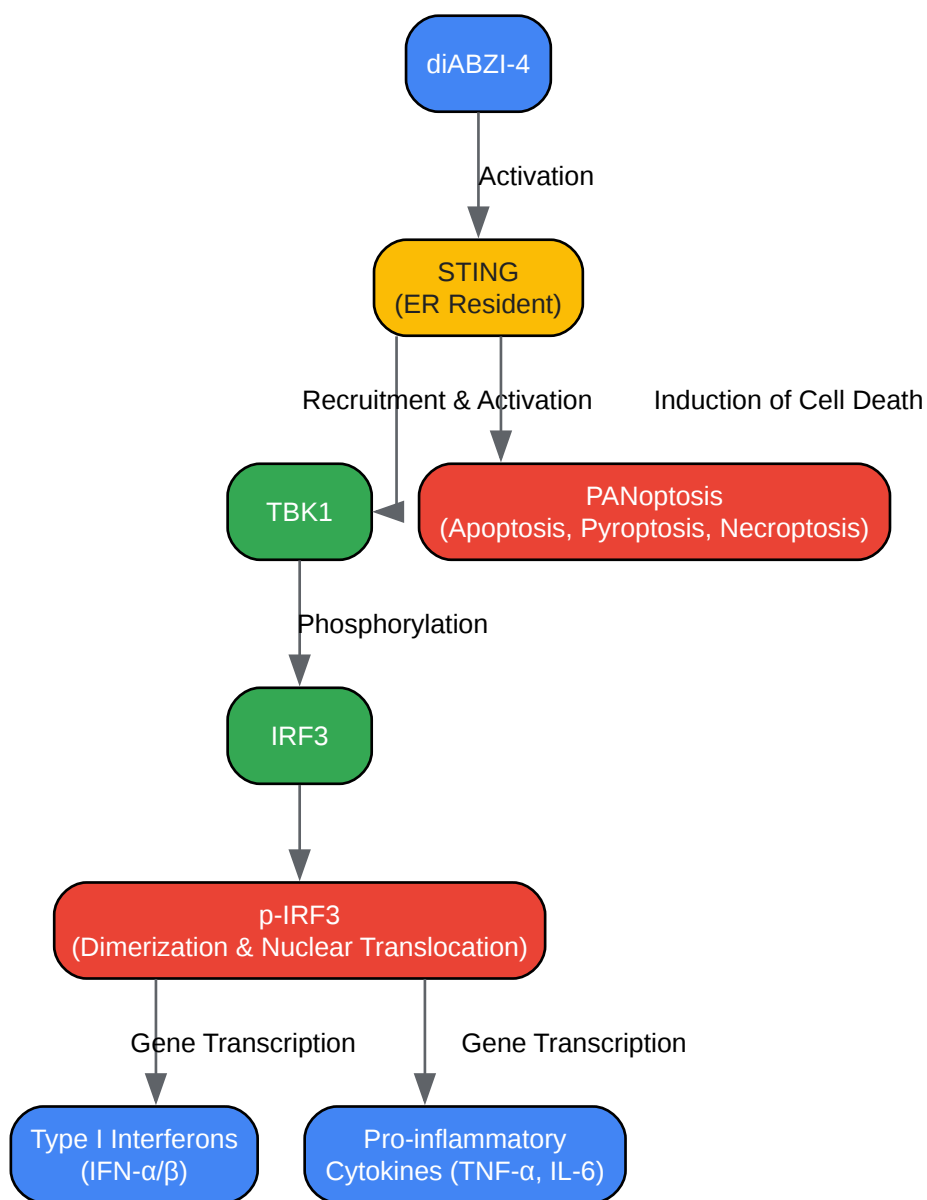 diABZI-4
Activation
STING
(ER Resident)
Recruitment & Activation
Induction of Cell Death
TBK1
PANoptosis
(Apoptosis, Pyroptosis, Necroptosis)
Phosphorylation
IRF3
p-IRF3
(Dimerization & Nuclear Translocation)
Gene Transcription
Gene Transcription
Type I Interferons
(IFN-α/β)
Pro-inflammatory
Cytokines (TNF-α, IL-6)